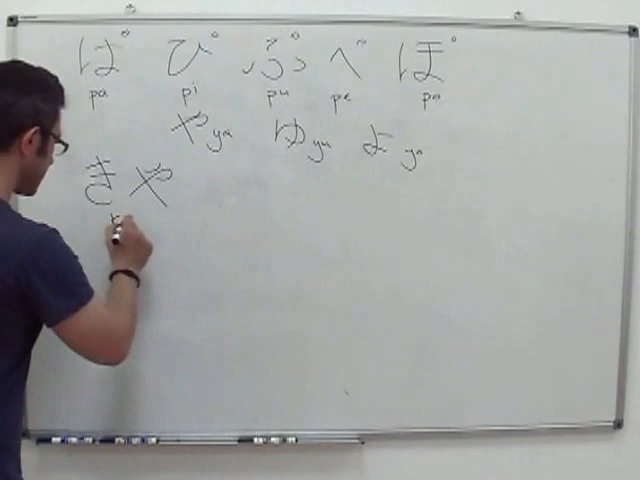 ぱ ぴ ぷ ぺ ぽ
pa pi pu pe po
や ya ゆ yu よ yo
きや